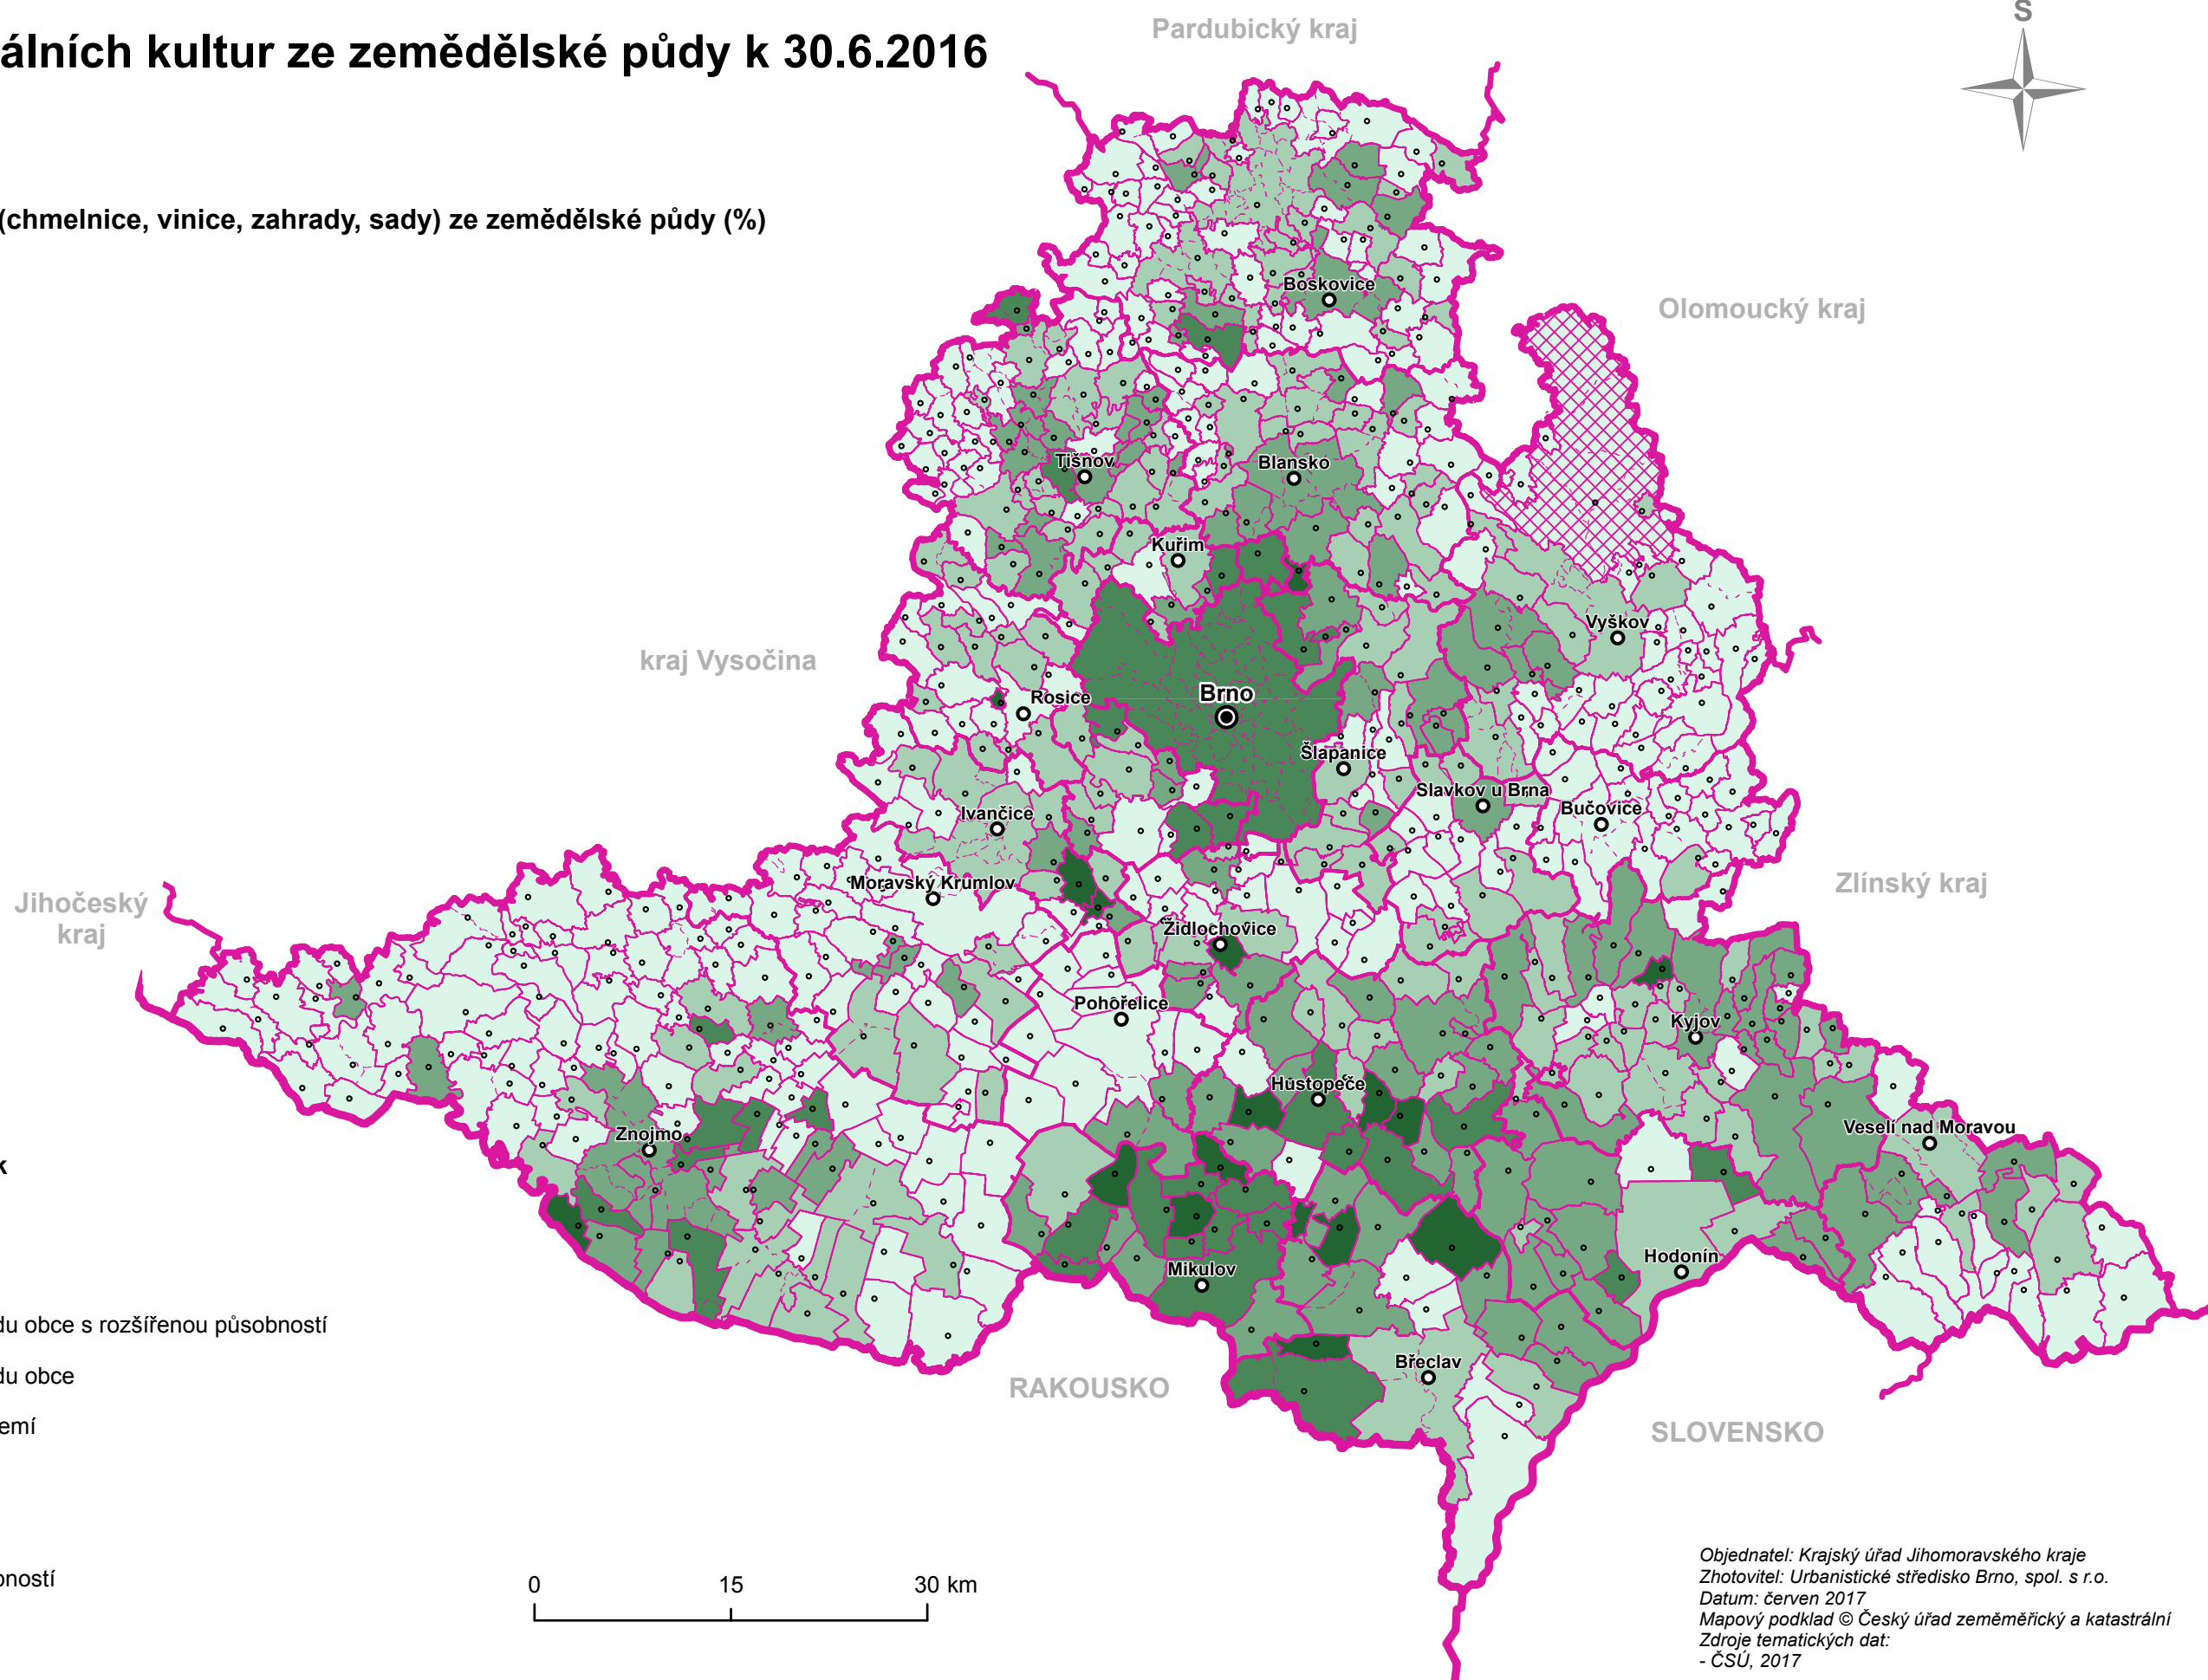 Pardubický kraj
S
álních kultur ze zemědělské půdy k 30.6.2016
(chmelnice, vinice, zahrady, sady) ze zemědělské půdy (%)
Boskovice
Olomoucký kraj
Tišnov
Blansko
Kuřim
Vyškov
kraj Vysočina
Brno
Rosice
Šlapanice
Slavkov u Brna
Bučovice
Ivančice
Moravský Krumlov
Zlínský kraj
Jihočeský
kraj
Židlochovice
Pohořelice
Kyjov
Hustopeče
Veselí nad Moravou
Znojmo
k
Hodonín
Mikulov
du obce s rozšířenou působností
Břeclav
du obce
RAKOUSKO
emí
SLOVENSKO
0 15 30 km
oností
Objednatel: Krajský úřad Jihomoravského kraje
Zhotovitel: Urbanistické středisko Brno, spol. s r.o.
Datum: červen 2017
Mapový podklad © Český úřad zeměměřický a katastrální
Zdroje tematických dat:
- ČSÚ, 2017